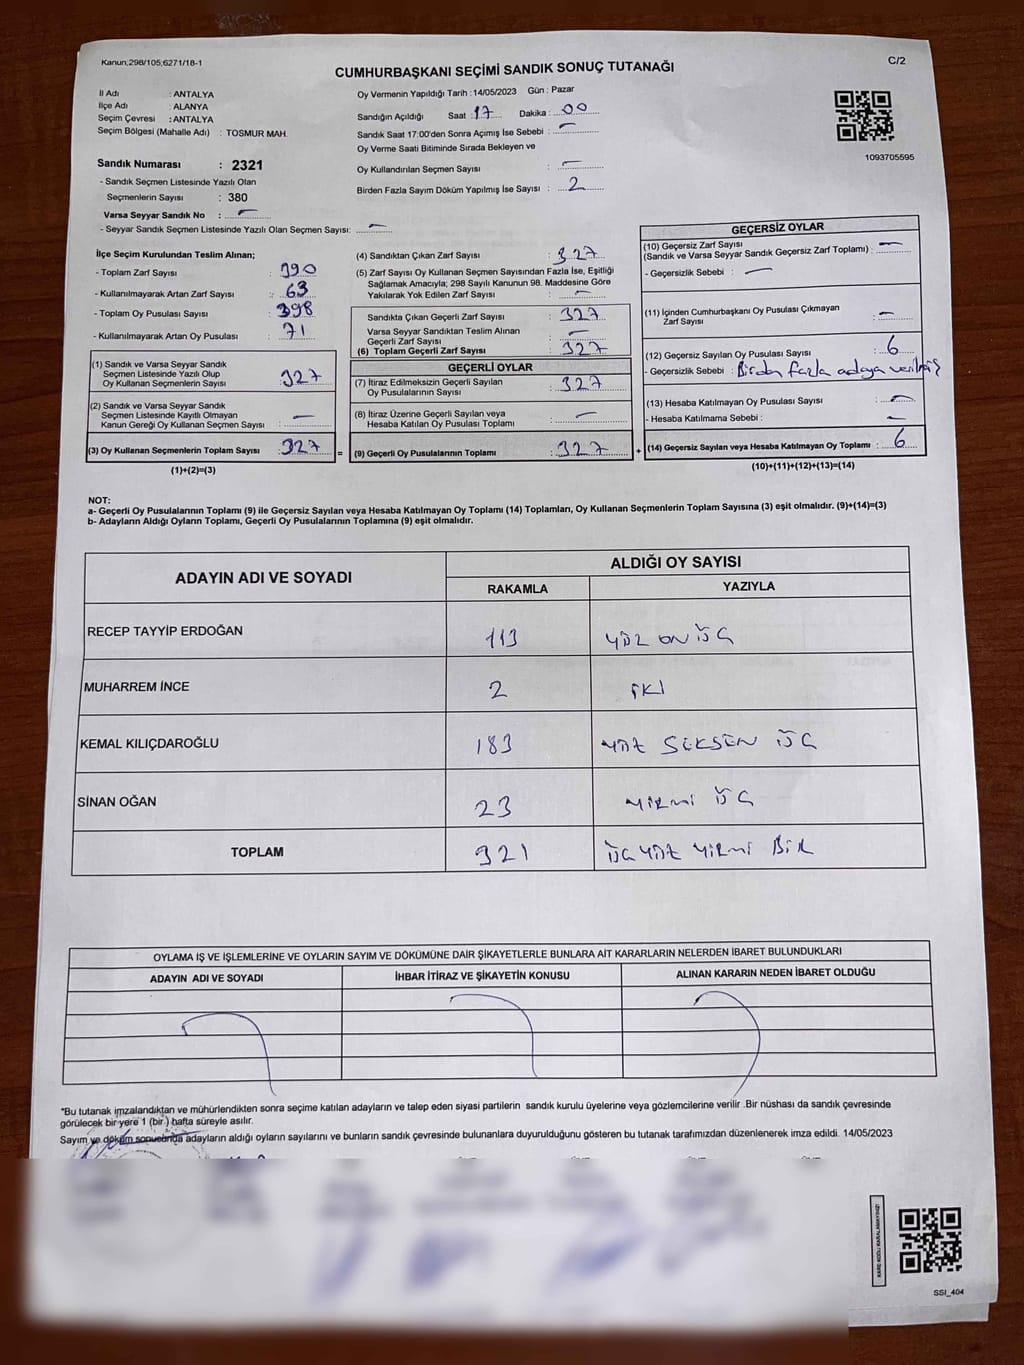 Kanun;298/105;6271/18-1
C/2
CUMHURBAŞKANI SEÇİMİ SANDIK SONUÇ TUTANAĞI
İl Adı : ANTALYA
İlçe Adı : ALANYA
Seçim Çevresi : ANTALYA
Seçim Bölgesi (Mahalle Adı) : TOSMUR MAH.
Sandık Numarası : 2321
- Sandık Seçmen Listesinde Yazılı Olan
Seçmenlerin Sayısı : 380
Varsa Seyyar Sandık No : –
- Seyyar Sandık Seçmen Listesinde Yazılı Olan Seçmen Sayısı: –
Oy Vermenin Yapıldığı Tarih :14/05/2023 Gün : Pazar
Sandığın Açıldığı Saat : 17 Dakika : 00
Sandık Saat 17:00'den Sonra Açımış İse Sebebi : –
Oy Verme Saati Bitiminde Sırada Bekleyen ve
Oy Kullandırılan Seçmen Sayısı : –
Birden Fazla Sayım Döküm Yapılmış İse Sayısı : 2
1093705595
İlçe Seçim Kurulundan Teslim Alınan;
- Toplam Zarf Sayısı : 390
- Kullanılmayarak Artan Zarf Sayısı : 63
- Toplam Oy Pusulası Sayısı : 398
- Kullanılmayarak Artan Oy Pusulası : 71
(1) Sandık ve Varsa Seyyar Sandık
Seçmen Listesinde Yazılı Olup
Oy Kullanan Seçmenlerin Sayısı : 327
(2) Sandık ve Varsa Seyyar Sandık
Seçmen Listesinde Kayıtlı Olmayan
Kanun Gereği Oy Kullanan Seçmen Sayısı : –
(3) Oy Kullanan Seçmenlerin Toplam Sayısı : 327 =
(1)+(2)=(3)
(4) Sandıktan Çıkan Zarf Sayısı : 327
(5) Zarf Sayısı Oy Kullanan Seçmen Sayısından Fazla İse, Eşitliği
Sağlamak Amacıyla; 298 Sayılı Kanunun 98. Maddesine Göre
Yakılarak Yok Edilen Zarf Sayısı : –
Sandıkta Çıkan Geçerli Zarf Sayısı : 327
Varsa Seyyar Sandıktan Teslim Alınan
Geçerli Zarf Sayısı : –
(6) Toplam Geçerli Zarf Sayısı : 327
GEÇERLİ OYLAR
(7) İtiraz Edilmeksizin Geçerli Sayılan
Oy Pusulalarının Sayısı : 327
(8) İtiraz Üzerine Geçerli Sayılan veya
Hesaba Katılan Oy Pusulası Toplamı : –
(9) Geçerli Oy Pusulalarının Toplamı : 327 +
GEÇERSİZ OYLAR
(10) Geçersiz Zarf Sayısı
(Sandık ve Varsa Seyyar Sandık Geçersiz Zarf Toplamı) : –
- Geçersizlik Sebebi : –
(11) İçinden Cumhurbaşkanı Oy Pusulası Çıkmayan
Zarf Sayısı : –
(12) Geçersiz Sayılan Oy Pusulası Sayısı : 6
- Geçersizlik Sebebi : Birden fazla adaya verilmiş
(13) Hesaba Katılmayan Oy Pusulası Sayısı : –
- Hesaba Katılmama Sebebi : –
(14) Geçersiz Sayılan veya Hesaba Katılmayan Oy Toplamı : 6
(10)+(11)+(12)+(13)=(14)
NOT:
a- Geçerli Oy Pusulalarının Toplamı (9) ile Geçersiz Sayılan veya Hesaba Katılmayan Oy Toplamı (14) Toplamları, Oy Kullanan Seçmenlerin Toplam Sayısına (3) eşit olmalıdır. (9)+(14)=(3)
b- Adayların Aldığı Oyların Toplamı, Geçerli Oy Pusulalarının Toplamına (9) eşit olmalıdır.
ADAYIN ADI VE SOYADI ALDIĞI OY SAYISI
RAKAMLA YAZIYLA
RECEP TAYYİP ERDOĞAN 113 YÜZ ON ÜÇ
MUHARREM İNCE 2 İKİ
KEMAL KILIÇDAROĞLU 183 YÜZ SEKSEN ÜÇ
SİNAN OĞAN 23 YİRMİ ÜÇ
TOPLAM 321 ÜÇ YÜZ YİRMİ BİR
OYLAMA İŞ VE İŞLEMLERİNE VE OYLARIN SAYIM VE DÖKÜMÜNE DAİR ŞİKAYETLERLE BUNLARA AİT KARARLARIN NELERDEN İBARET BULUNDUKLARI
ADAYIN ADI VE SOYADI İHBAR İTİRAZ VE ŞİKAYETİN KONUSU ALINAN KARARIN NEDEN İBARET OLDUĞU
*Bu tutanak imzalandıktan ve mühürlendikten sonra seçime katılan adayların ve talep eden siyasi partilerin sandık kurulu üyelerine veya gözlemcilerine verilir .Bir nüshası da sandık çevresinde
görülecek bir yere 1 (bir ) hafta süreyle asılır.
Sayım ve döküm sonucunda adayların aldığı oyların sayılarını ve bunların sandık çevresinde bulunanlara duyurulduğunu gösteren bu tutanak tarafımızdan düzenlenerek imza edildi. 14/05/2023
KARE KODU KARALAMAYINIZ!
SSI_404